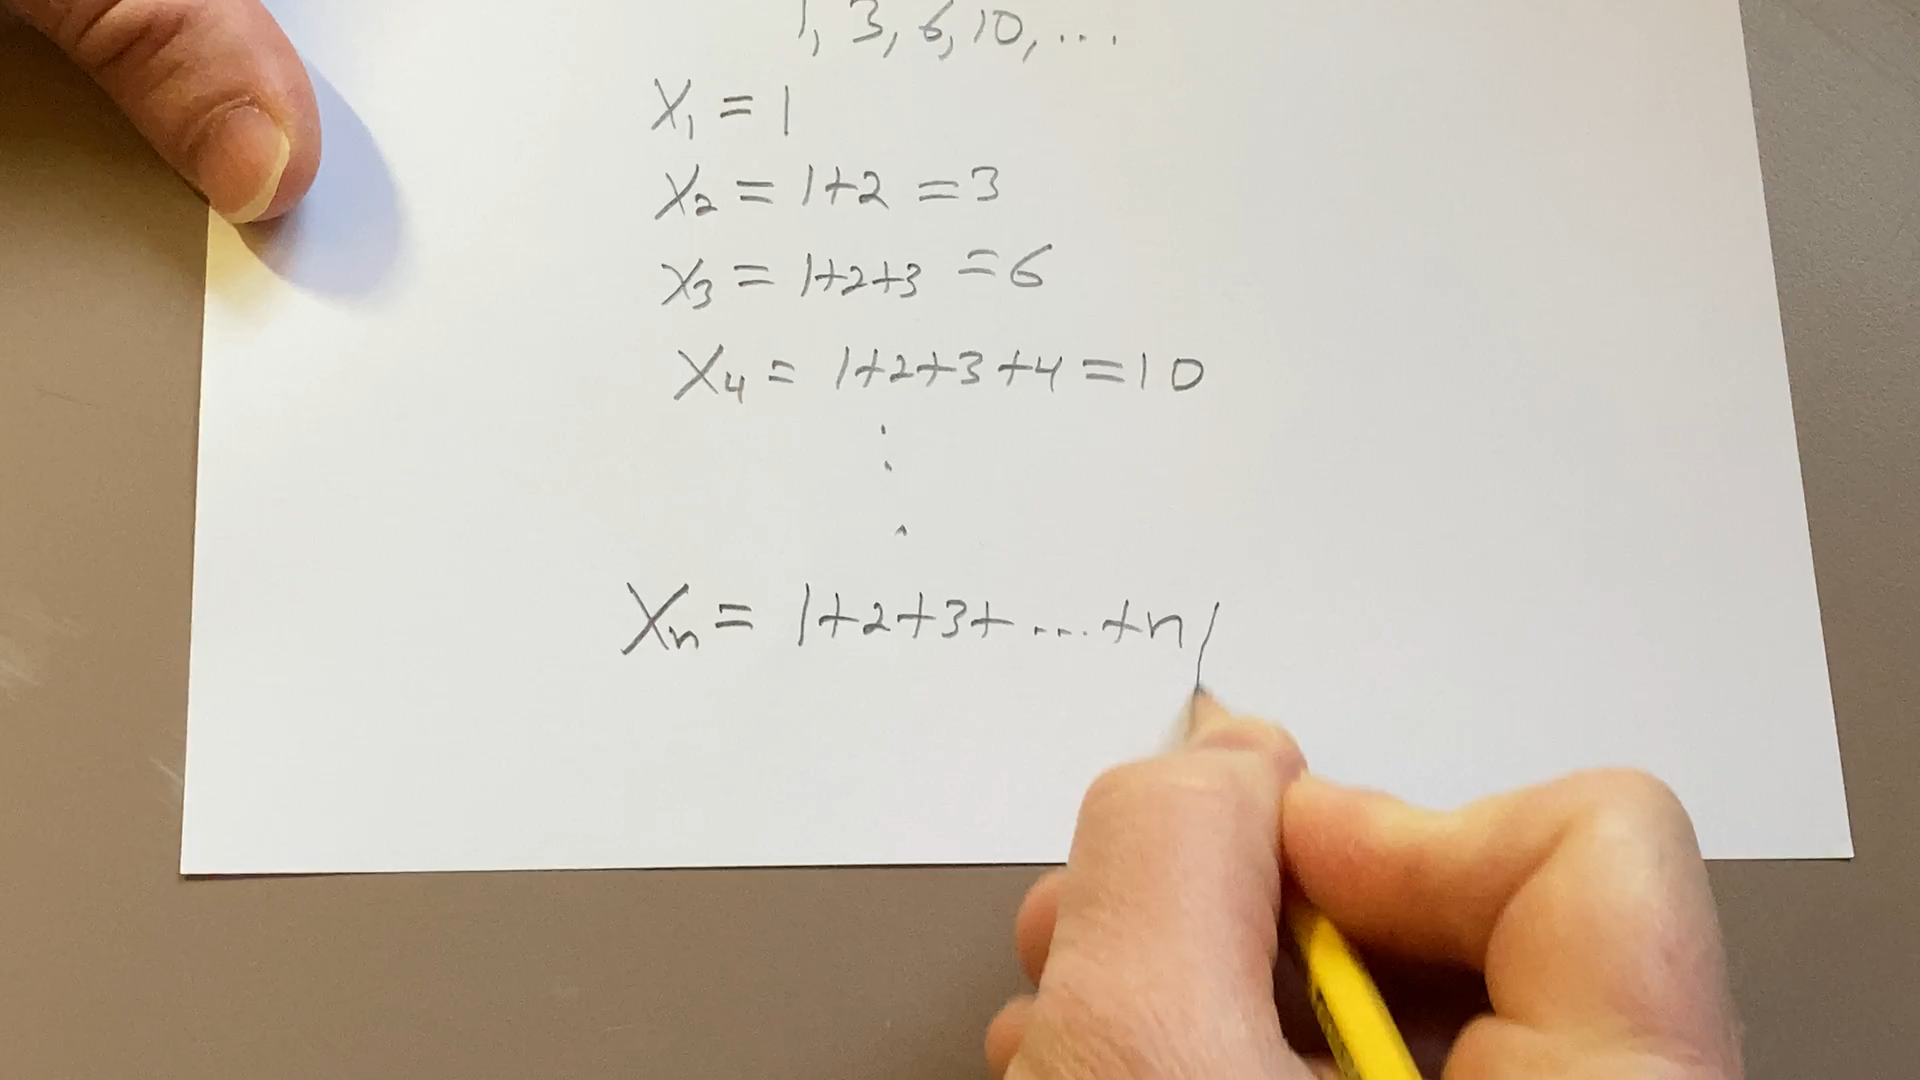 1, 3, 6, 10, ...
X₁ = 1
X₂ = 1+2 = 3
X₃ = 1+2+3 = 6
X₄ = 1+2+3+4 = 10
⋮
Xₙ = 1+2+3+ ... +n